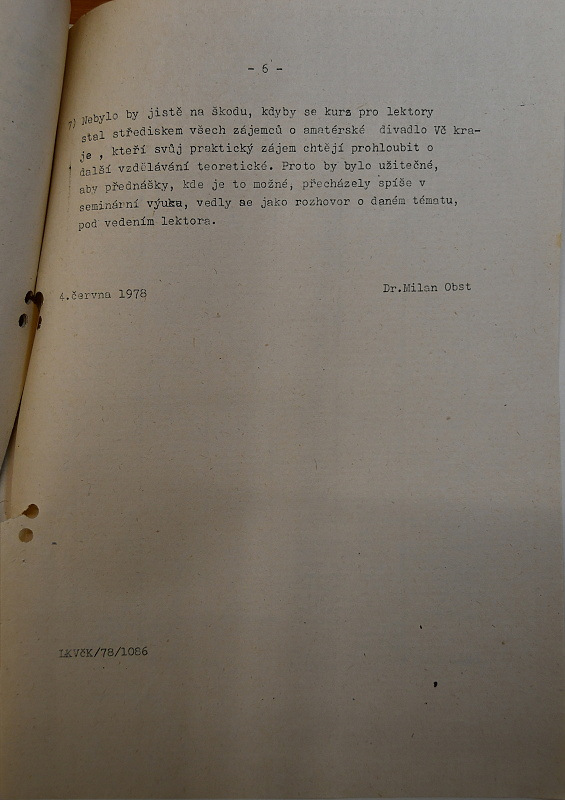 - 6 -
7) Nebylo by jistě na škodu, kdyby se kurs pro lektory
stal střediskem všech zájemců o amatérské divadlo Vč kra-
je , kteří svůj praktický zájem chtějí prohloubit o
další vzdělávání teoretické. Proto by bylo užitečné,
aby přednášky, kde je to možné, přecházely spíše v
seminární výuku, vedly se jako rozhovor o daném tématu,
pod vedením lektora.
4.června 1978 Dr.Milan Obst
LKVčK/78/1086